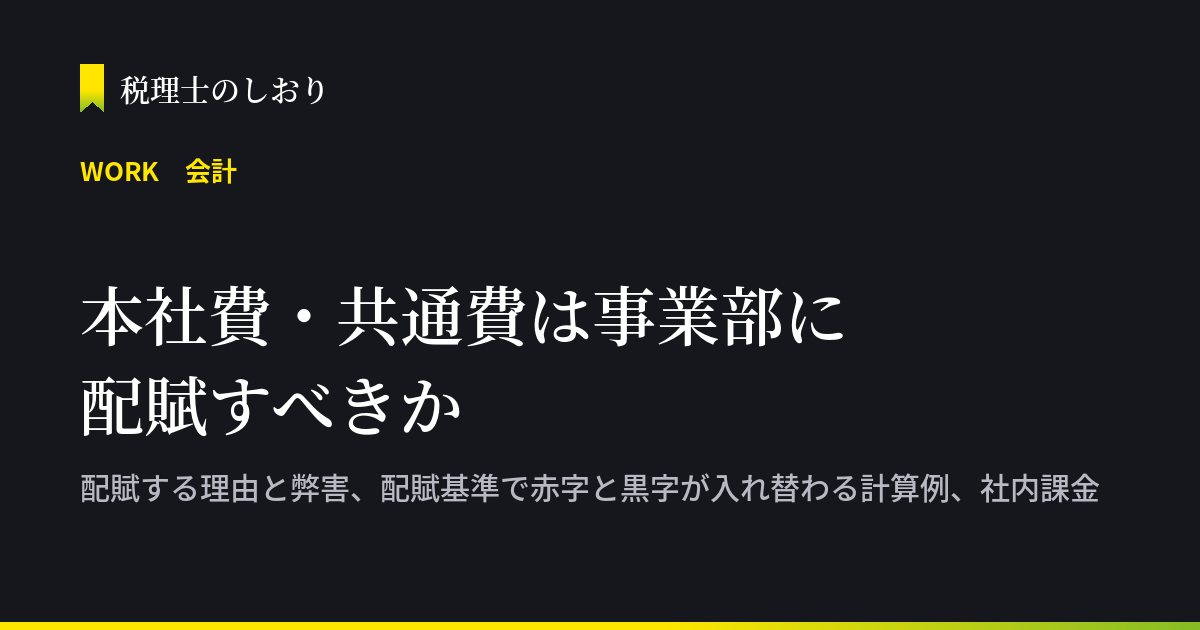 税理士のしおり
WORK 会計
本社費・共通費は事業部に
配賦すべきか
配賦する理由と弊害、配賦基準で赤字と黒字が入れ替わる計算例、社内課金